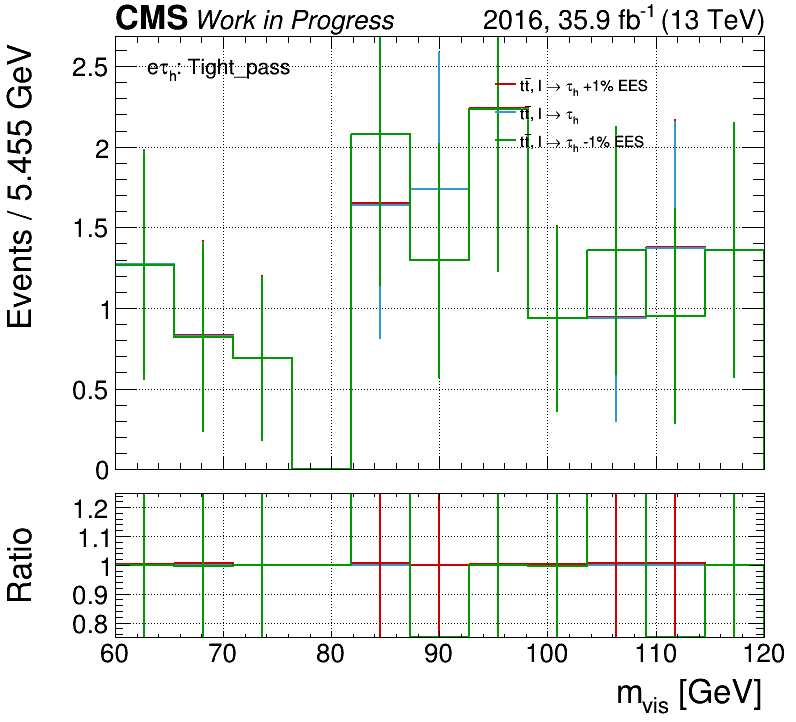 CMS Work in Progress 2016, 35.9 fb⁻¹ (13 TeV)
eτₕ: Tight_pass
tt̄, l → τₕ +1% EES
tt̄, l → τₕ
tt̄, l → τₕ -1% EES
Events / 5.455 GeV
2.5
2
1.5
1
0.5
0
Ratio
1.2
1.1
1
0.9
0.8
60 70 80 90 100 110 120
m_vis [GeV]